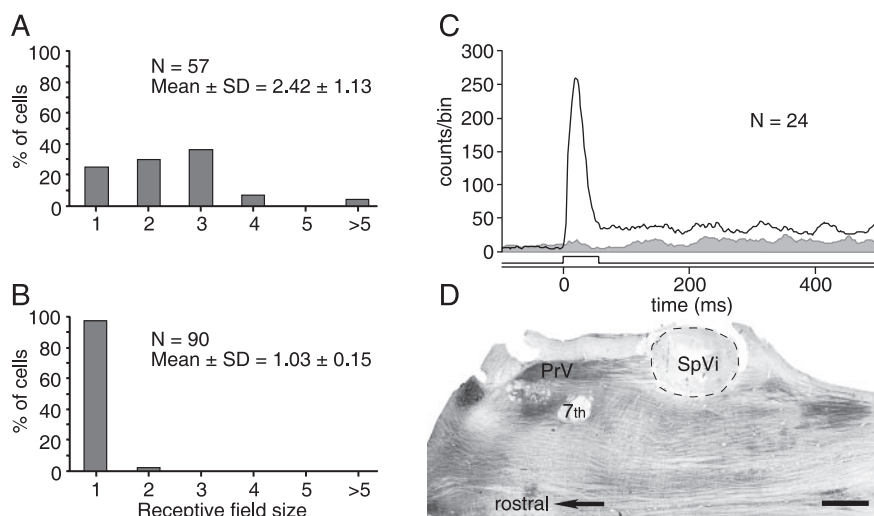 A
100
80
60
40
20
0
% of cells
N = 57
Mean ± SD = 2.42 ± 1.13
1 2 3 4 5 >5
B
100
80
60
40
20
0
% of cells
N = 90
Mean ± SD = 1.03 ± 0.15
1 2 3 4 5 >5
Receptive field size
C
300
250
200
150
100
50
0
counts/bin
N = 24
0 200 400
time (ms)
D
PrV
SpVi
7th
rostral